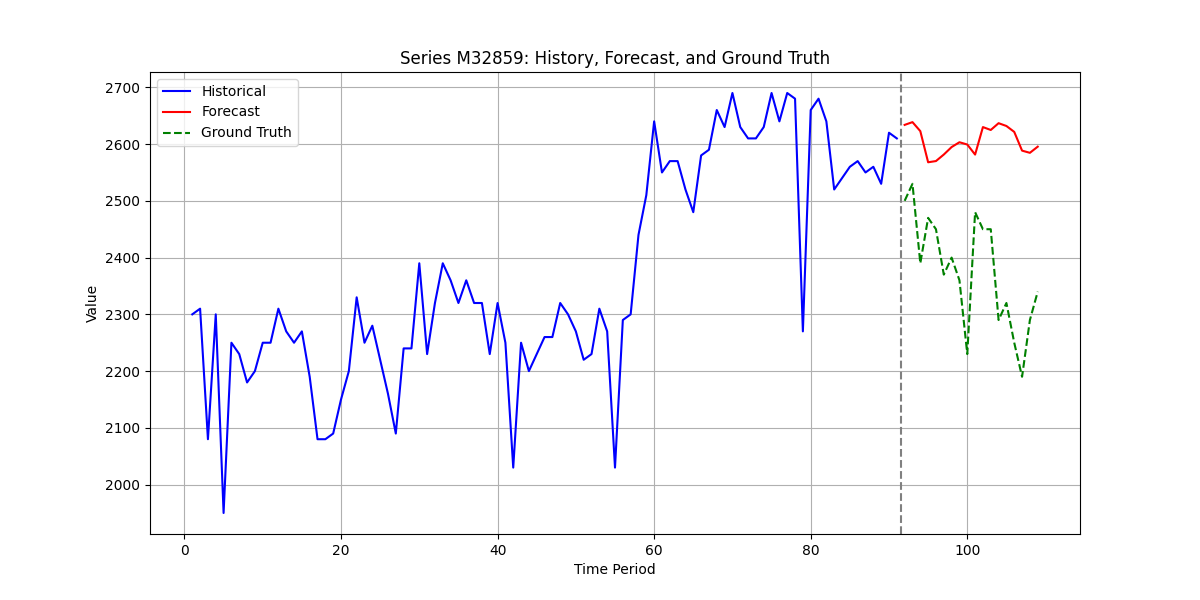 Series M32859: History, Forecast, and Ground Truth
Historical
Forecast
Ground Truth
2700
2600
2500
2400
2300
2200
2100
2000
Value
0 20 40 60 80 100
Time Period